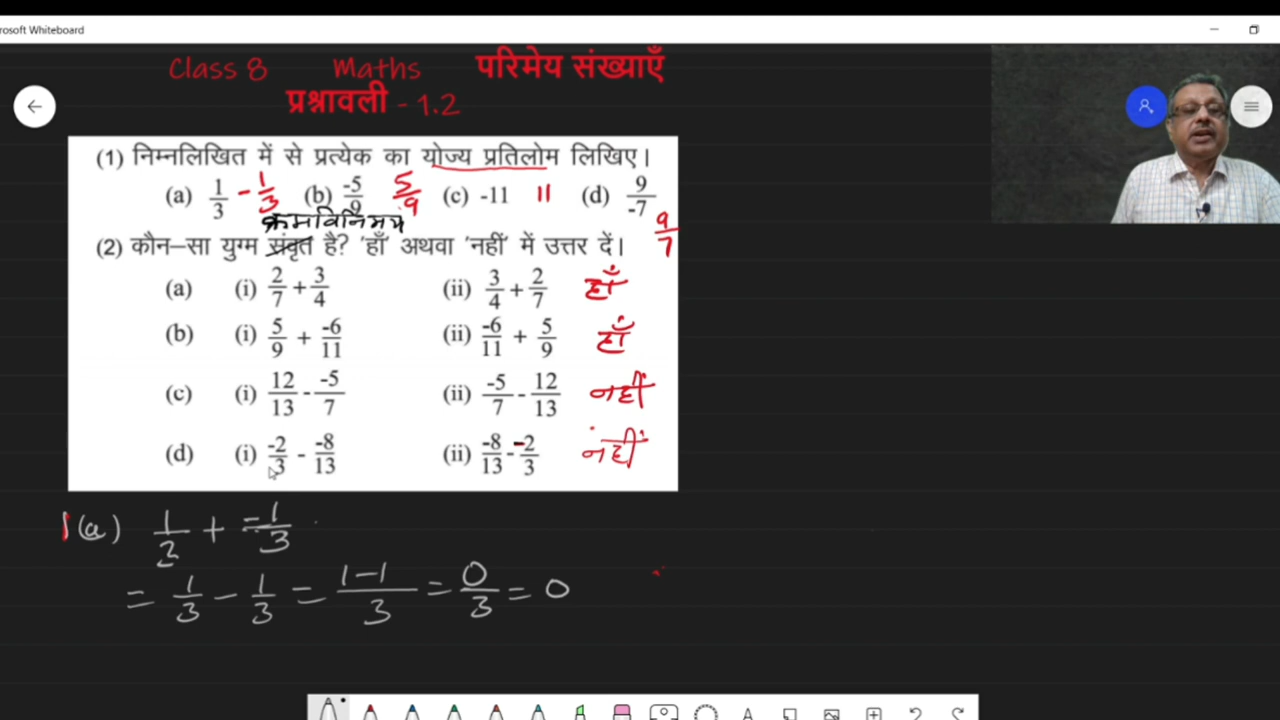 rosoft Whiteboard
Class 8 Maths परिमेय संख्याएँ
प्रश्नावली - 1.2
(1) निम्नलिखित में से प्रत्येक का योज्य प्रतिलोम लिखिए।
(a) 1/3 -1/3 (b) -5/9 5/9 (c) -11 11 (d) 9/-7 9/7
क्रमविनिमय
(2) कौन-सा युग्म संवृत है? 'हाँ' अथवा 'नहीं' में उत्तर दें।
(a) (i) 2/7 + 3/4 (ii) 3/4 + 2/7 हाँ
(b) (i) 5/9 + -6/11 (ii) -6/11 + 5/9 हाँ
(c) (i) 12/13 - -5/7 (ii) -5/7 - 12/13 नहीं
(d) (i) -2/3 - -8/13 (ii) -8/13 - -2/3 नहीं
1(a) 1/2 + -1/3
= 1/3 - 1/3 = 1-1/3 = 0/3 = 0